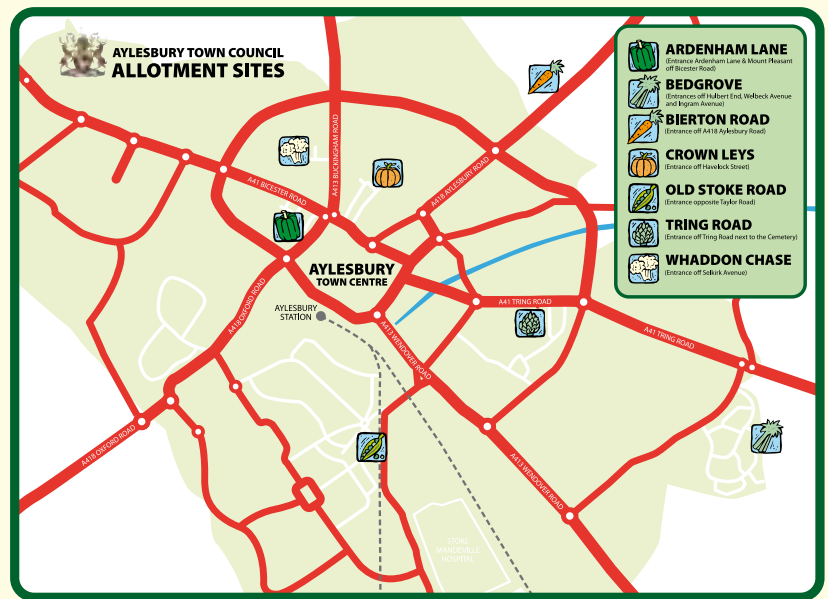 AYLESBURY TOWN COUNCIL
ALLOTMENT SITES
ARDENHAM LANE
(Entrance Ardenham Lane & Mount Pleasant
off Bicester Road)
BEDGROVE
(Entrances off Hulbert End, Welbeck Avenue
and Ingram Avenue)
BIERTON ROAD
(Entrance off A418 Aylesbury Road)
CROWN LEYS
(Entrance off Havelock Street)
OLD STOKE ROAD
(Entrance opposite Taylor Road)
TRING ROAD
(Entrance off Tring Road next to the Cemetery)
WHADDON CHASE
(Entrance off Selkirk Avenue)
A413 BUCKINGHAM ROAD
A41 BICESTER ROAD
A418 AYLESBURY ROAD
AYLESBURY
TOWN CENTRE
AYLESBURY
STATION
A418 OXFORD ROAD
A41 TRING ROAD
A41 TRING ROAD
A413 WENDOVER ROAD
A418 OXFORD ROAD
A413 WENDOVER ROAD
STOKE
MANDEVILLE
HOSPITAL